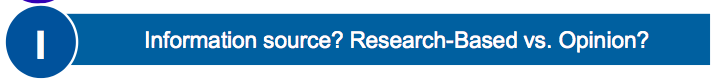 I
Information source? Research-Based vs. Opinion?